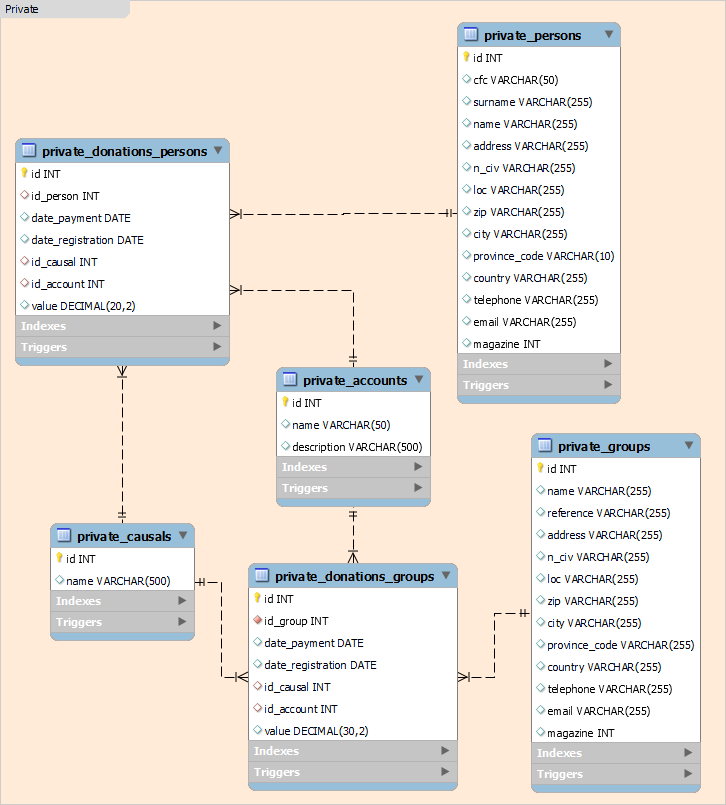 Private
private_persons
id INT
cfc VARCHAR(50)
surname VARCHAR(255)
name VARCHAR(255)
address VARCHAR(255)
n_civ VARCHAR(255)
loc VARCHAR(255)
zip VARCHAR(255)
city VARCHAR(255)
province_code VARCHAR(10)
country VARCHAR(255)
telephone VARCHAR(255)
email VARCHAR(255)
magazine INT
Indexes
Triggers
private_donations_persons
id INT
id_person INT
date_payment DATE
date_registration DATE
id_causal INT
id_account INT
value DECIMAL(20,2)
Indexes
Triggers
private_accounts
id INT
name VARCHAR(50)
description VARCHAR(500)
Indexes
Triggers
private_groups
id INT
name VARCHAR(255)
reference VARCHAR(255)
address VARCHAR(255)
n_civ VARCHAR(255)
loc VARCHAR(255)
zip VARCHAR(255)
city VARCHAR(255)
province_code VARCHAR(255)
country VARCHAR(255)
telephone VARCHAR(255)
email VARCHAR(255)
magazine INT
Indexes
Triggers
private_causals
id INT
name VARCHAR(500)
Indexes
Triggers
private_donations_groups
id INT
id_group INT
date_payment DATE
date_registration DATE
id_causal INT
id_account INT
value DECIMAL(30,2)
Indexes
Triggers